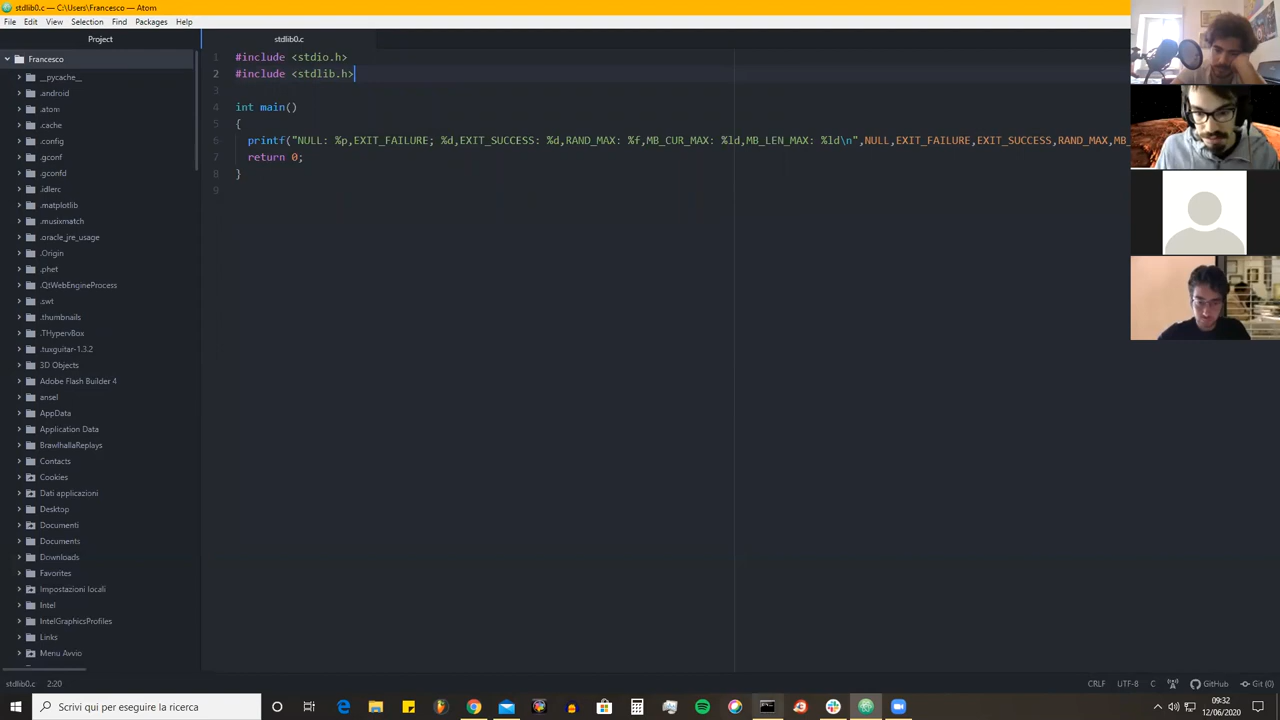 stdlib0.c — C:\Users\Francesco — Atom
File Edit View Selection Find Packages Help
Project
stdlib0.c
Francesco
__pycache__
.android
.atom
.cache
.config
.gconf
.gconfd
.idlerc
.matplotlib
.musixmatch
.oracle_jre_usage
.Origin
.phet
.QtWebEngineProcess
.swt
.thumbnails
.THypervBox
.tuxguitar-1.3.2
3D Objects
Adobe Flash Builder 4
ansel
AppData
Application Data
BrawlhallaReplays
Contacts
Cookies
Dati applicazioni
Desktop
Documenti
Documents
Downloads
Favorites
Impostazioni locali
Intel
IntelGraphicsProfiles
Links
Menu Avvio
1 #include <stdio.h>
2 #include <stdlib.h>
3
4 int main()
5 {
6 printf("NULL: %p,EXIT_FAILURE; %d,EXIT_SUCCESS: %d,RAND_MAX: %f,MB_CUR_MAX: %ld,MB_LEN_MAX: %ld\n",NULL,EXIT_FAILURE,EXIT_SUCCESS,RAND_MAX,MB_
7 return 0;
8 }
9
stdlib0.c 2:20
CRLF UTF-8 C GitHub Git (0)
Scrivi qui per eseguire la ricerca
09:32
12/06/2020